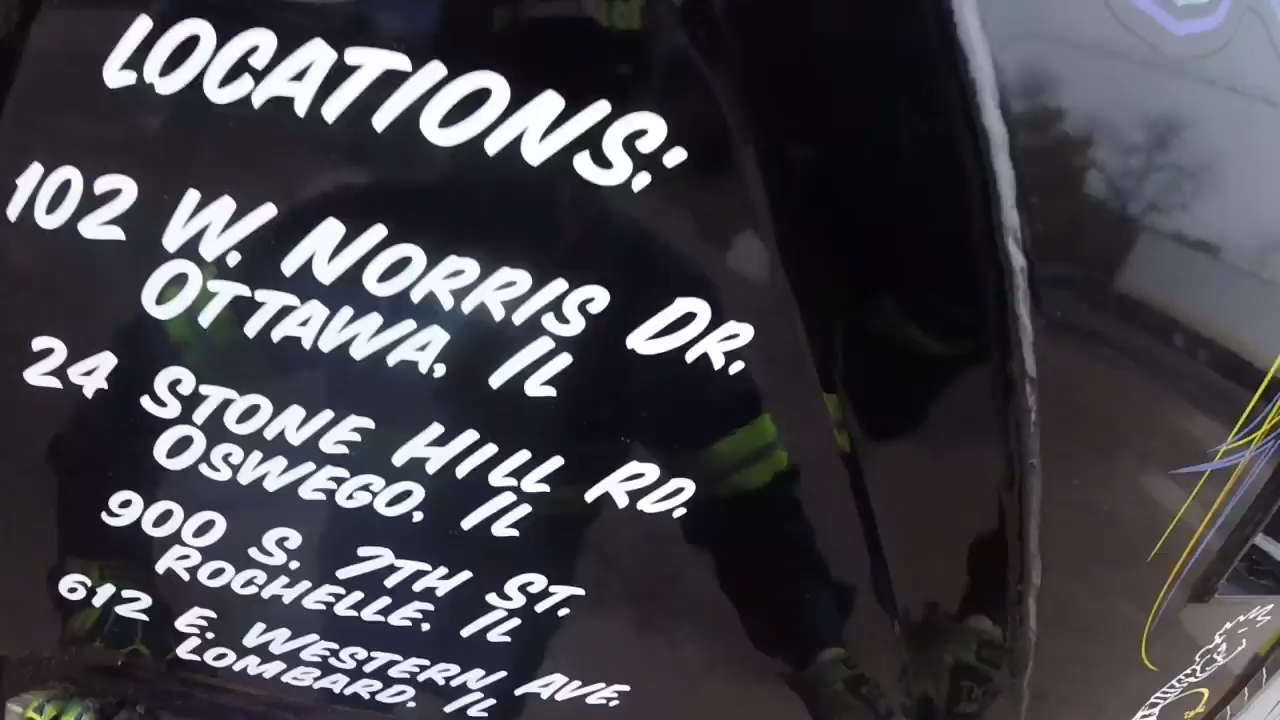 LOCATIONS:
102 W. NORRIS DR.
OTTAWA, IL
24 STONE HILL RD.
OSWEGO, IL
900 S. 7TH ST.
ROCHELLE, IL
612 E. WESTERN AVE.
LOMBARD, IL